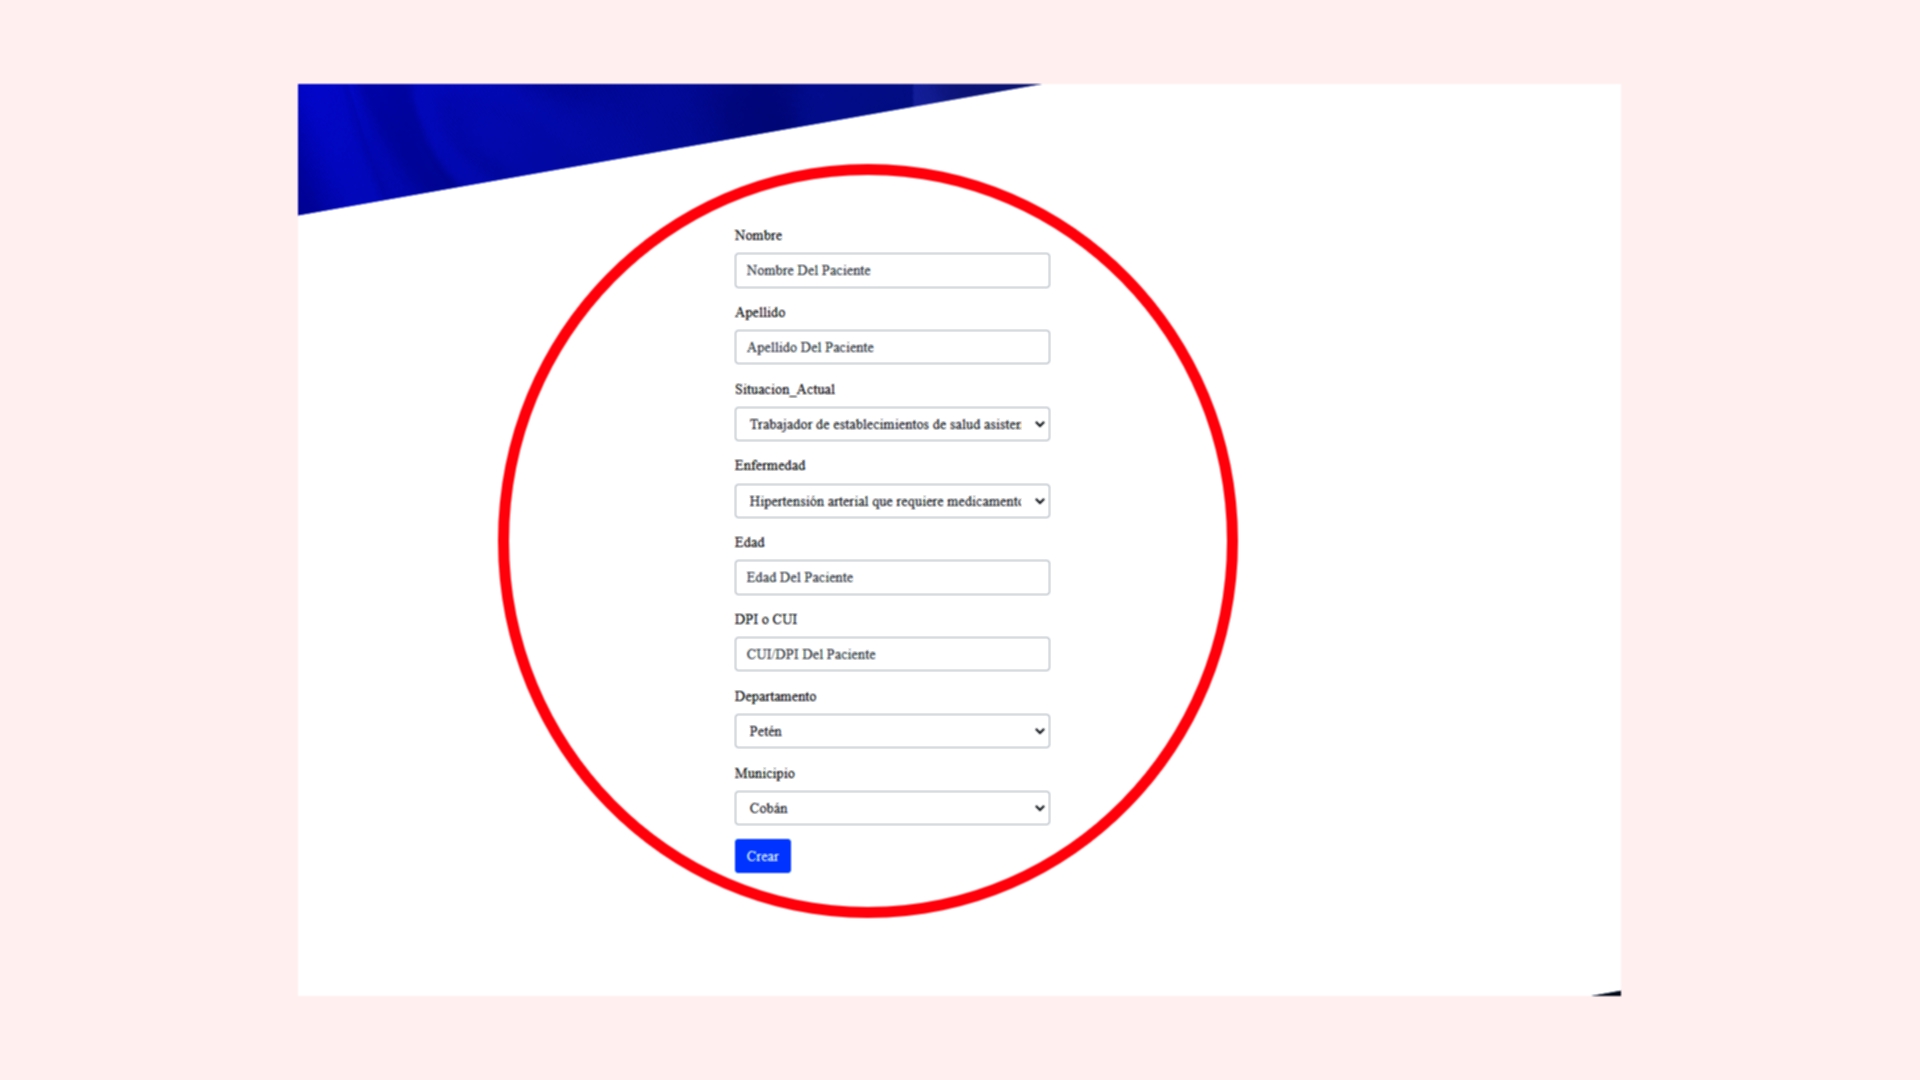 Nombre
Nombre Del Paciente
Apellido
Apellido Del Paciente
Situacion_Actual
Trabajador de establecimientos de salud asister
Enfermedad
Hipertensión arterial que requiere medicamento
Edad
Edad Del Paciente
DPI o CUI
CUI/DPI Del Paciente
Departamento
Petén
Municipio
Cobán
Crear